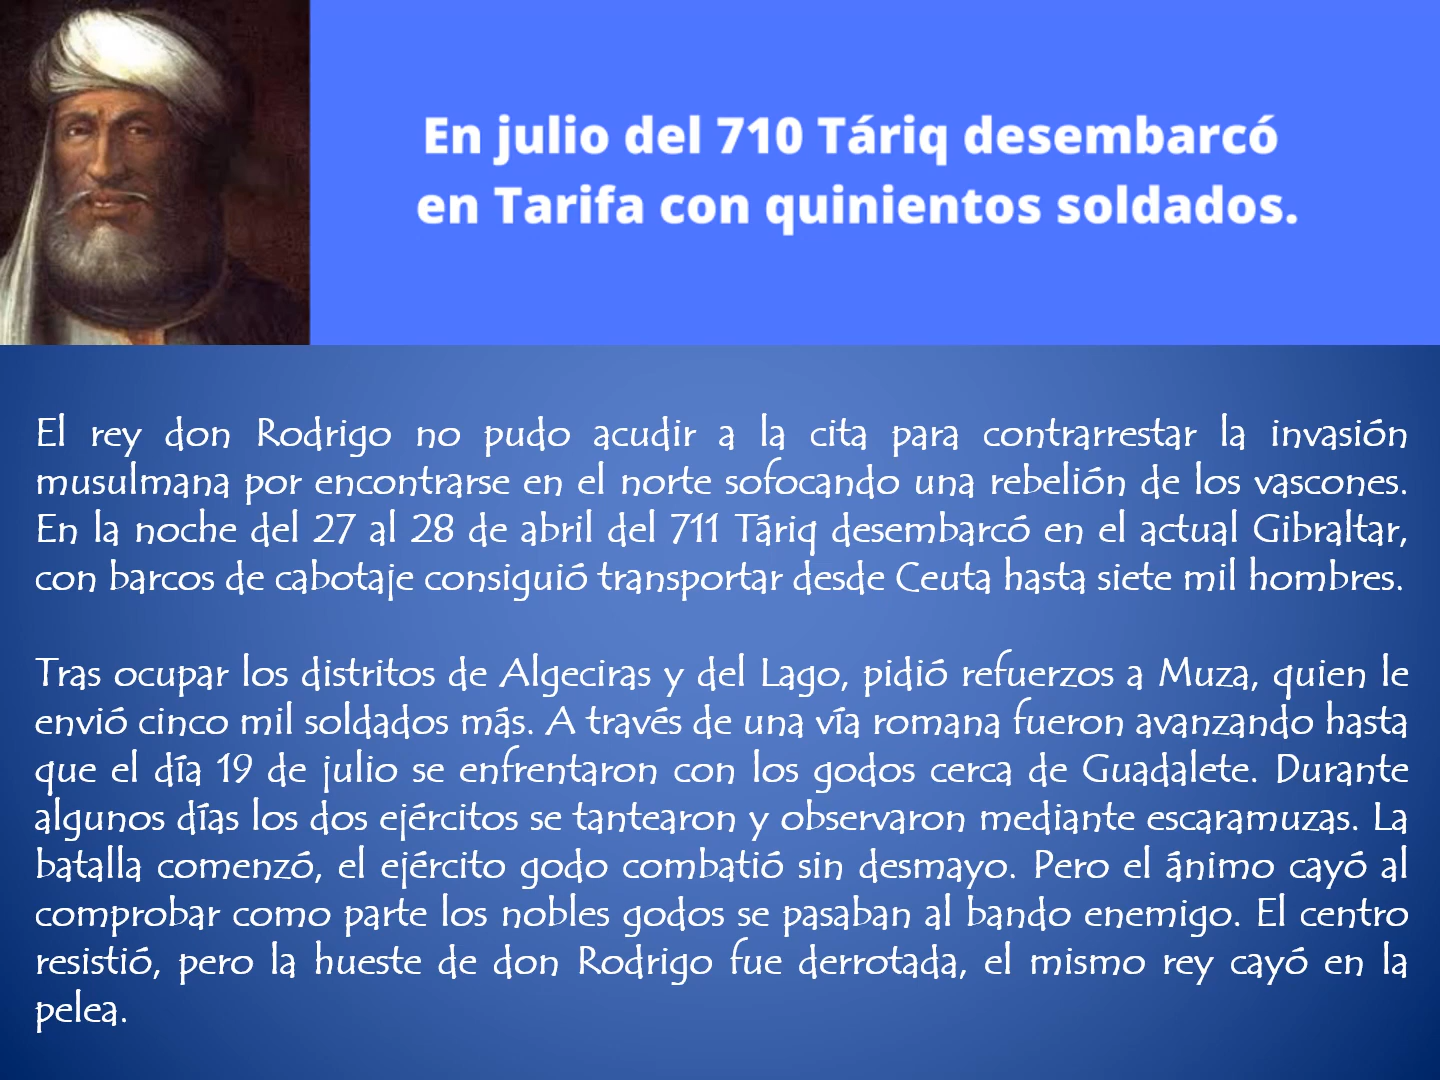 En julio del 710 Táriq desembarcó
en Tarifa con quinientos soldados.
El rey don Rodrigo no pudo acudir a la cita para contrarrestar la invasión
musulmana por encontrarse en el norte sofocando una rebelión de los vascones.
En la noche del 27 al 28 de abril del 711 Táriq desembarcó en el actual Gibraltar,
con barcos de cabotaje consiguió transportar desde Ceuta hasta siete mil hombres.
Tras ocupar los distritos de Algeciras y del Lago, pidió refuerzos a Muza, quien le
envió cinco mil soldados más. A través de una vía romana fueron avanzando hasta
que el día 19 de julio se enfrentaron con los godos cerca de Guadalete. Durante
algunos días los dos ejércitos se tantearon y observaron mediante escaramuzas. La
batalla comenzó, el ejército godo combatió sin desmayo. Pero el ánimo cayó al
comprobar como parte los nobles godos se pasaban al bando enemigo. El centro
resistió, pero la hueste de don Rodrigo fue derrotada, el mismo rey cayó en la
pelea.